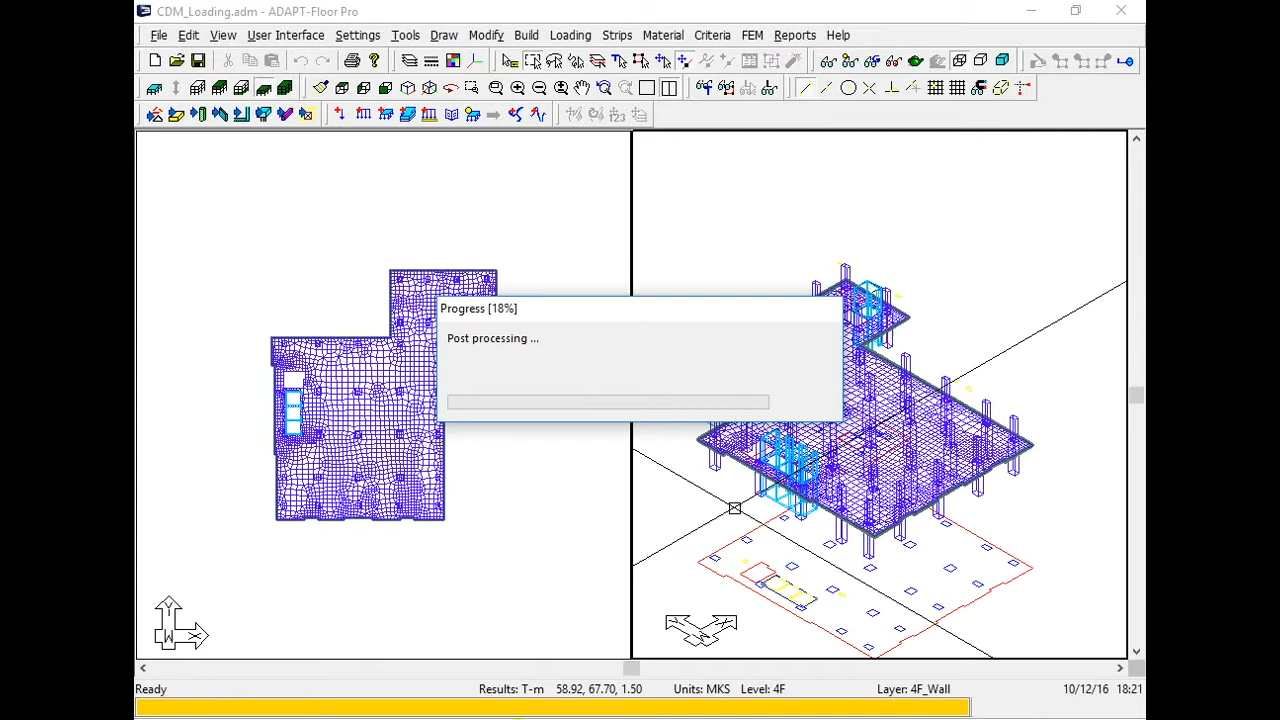 CDM_Loading.adm - ADAPT-Floor Pro
File Edit View User Interface Settings Tools Draw Modify Build Loading Strips Material Criteria FEM Reports Help
Progress [18%]
Post processing ...
Ready Results: T-m 58.92, 67.70, 1.50 Units: MKS Level: 4F Layer: 4F_Wall 10/12/16 18:21